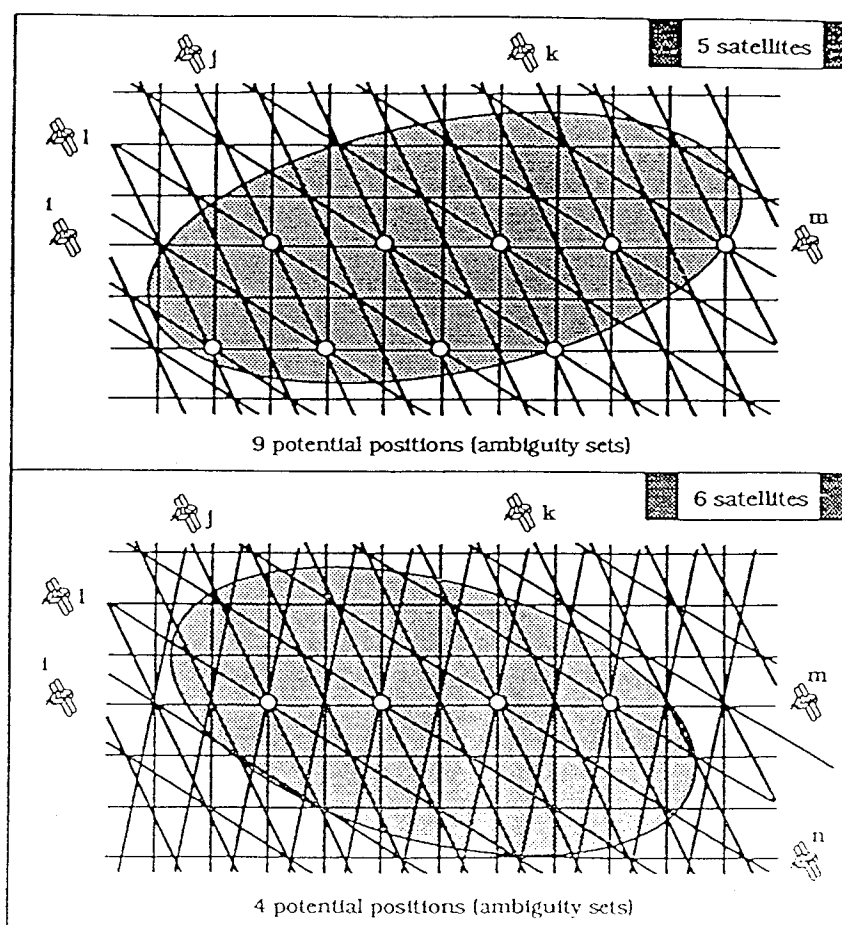 5 satellites
j
k
l
i
m
9 potential positions (ambiguity sets)
6 satellites
j
k
l
i
m
n
4 potential positions (ambiguity sets)